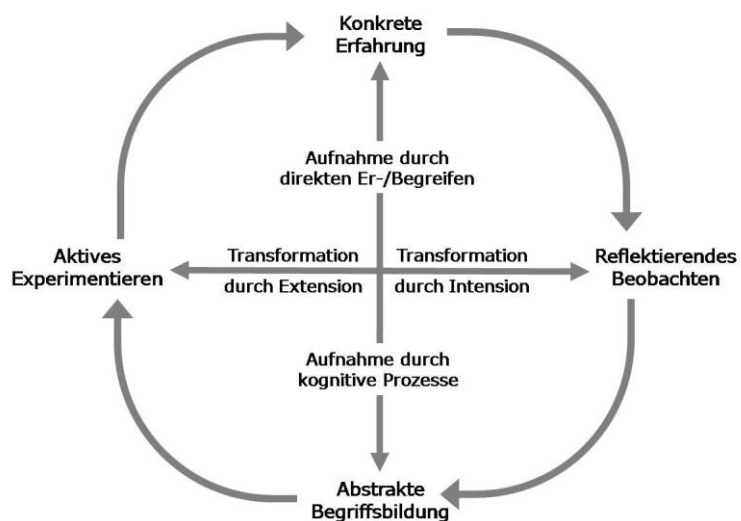 Konkrete
Erfahrung
Aufnahme durch
direkten Er-/Begreifen
Aktives
Experimentieren
Transformation
durch Extension
Transformation
durch Intension
Reflektierendes
Beobachten
Aufnahme durch
kognitive Prozesse
Abstrakte
Begriffsbildung